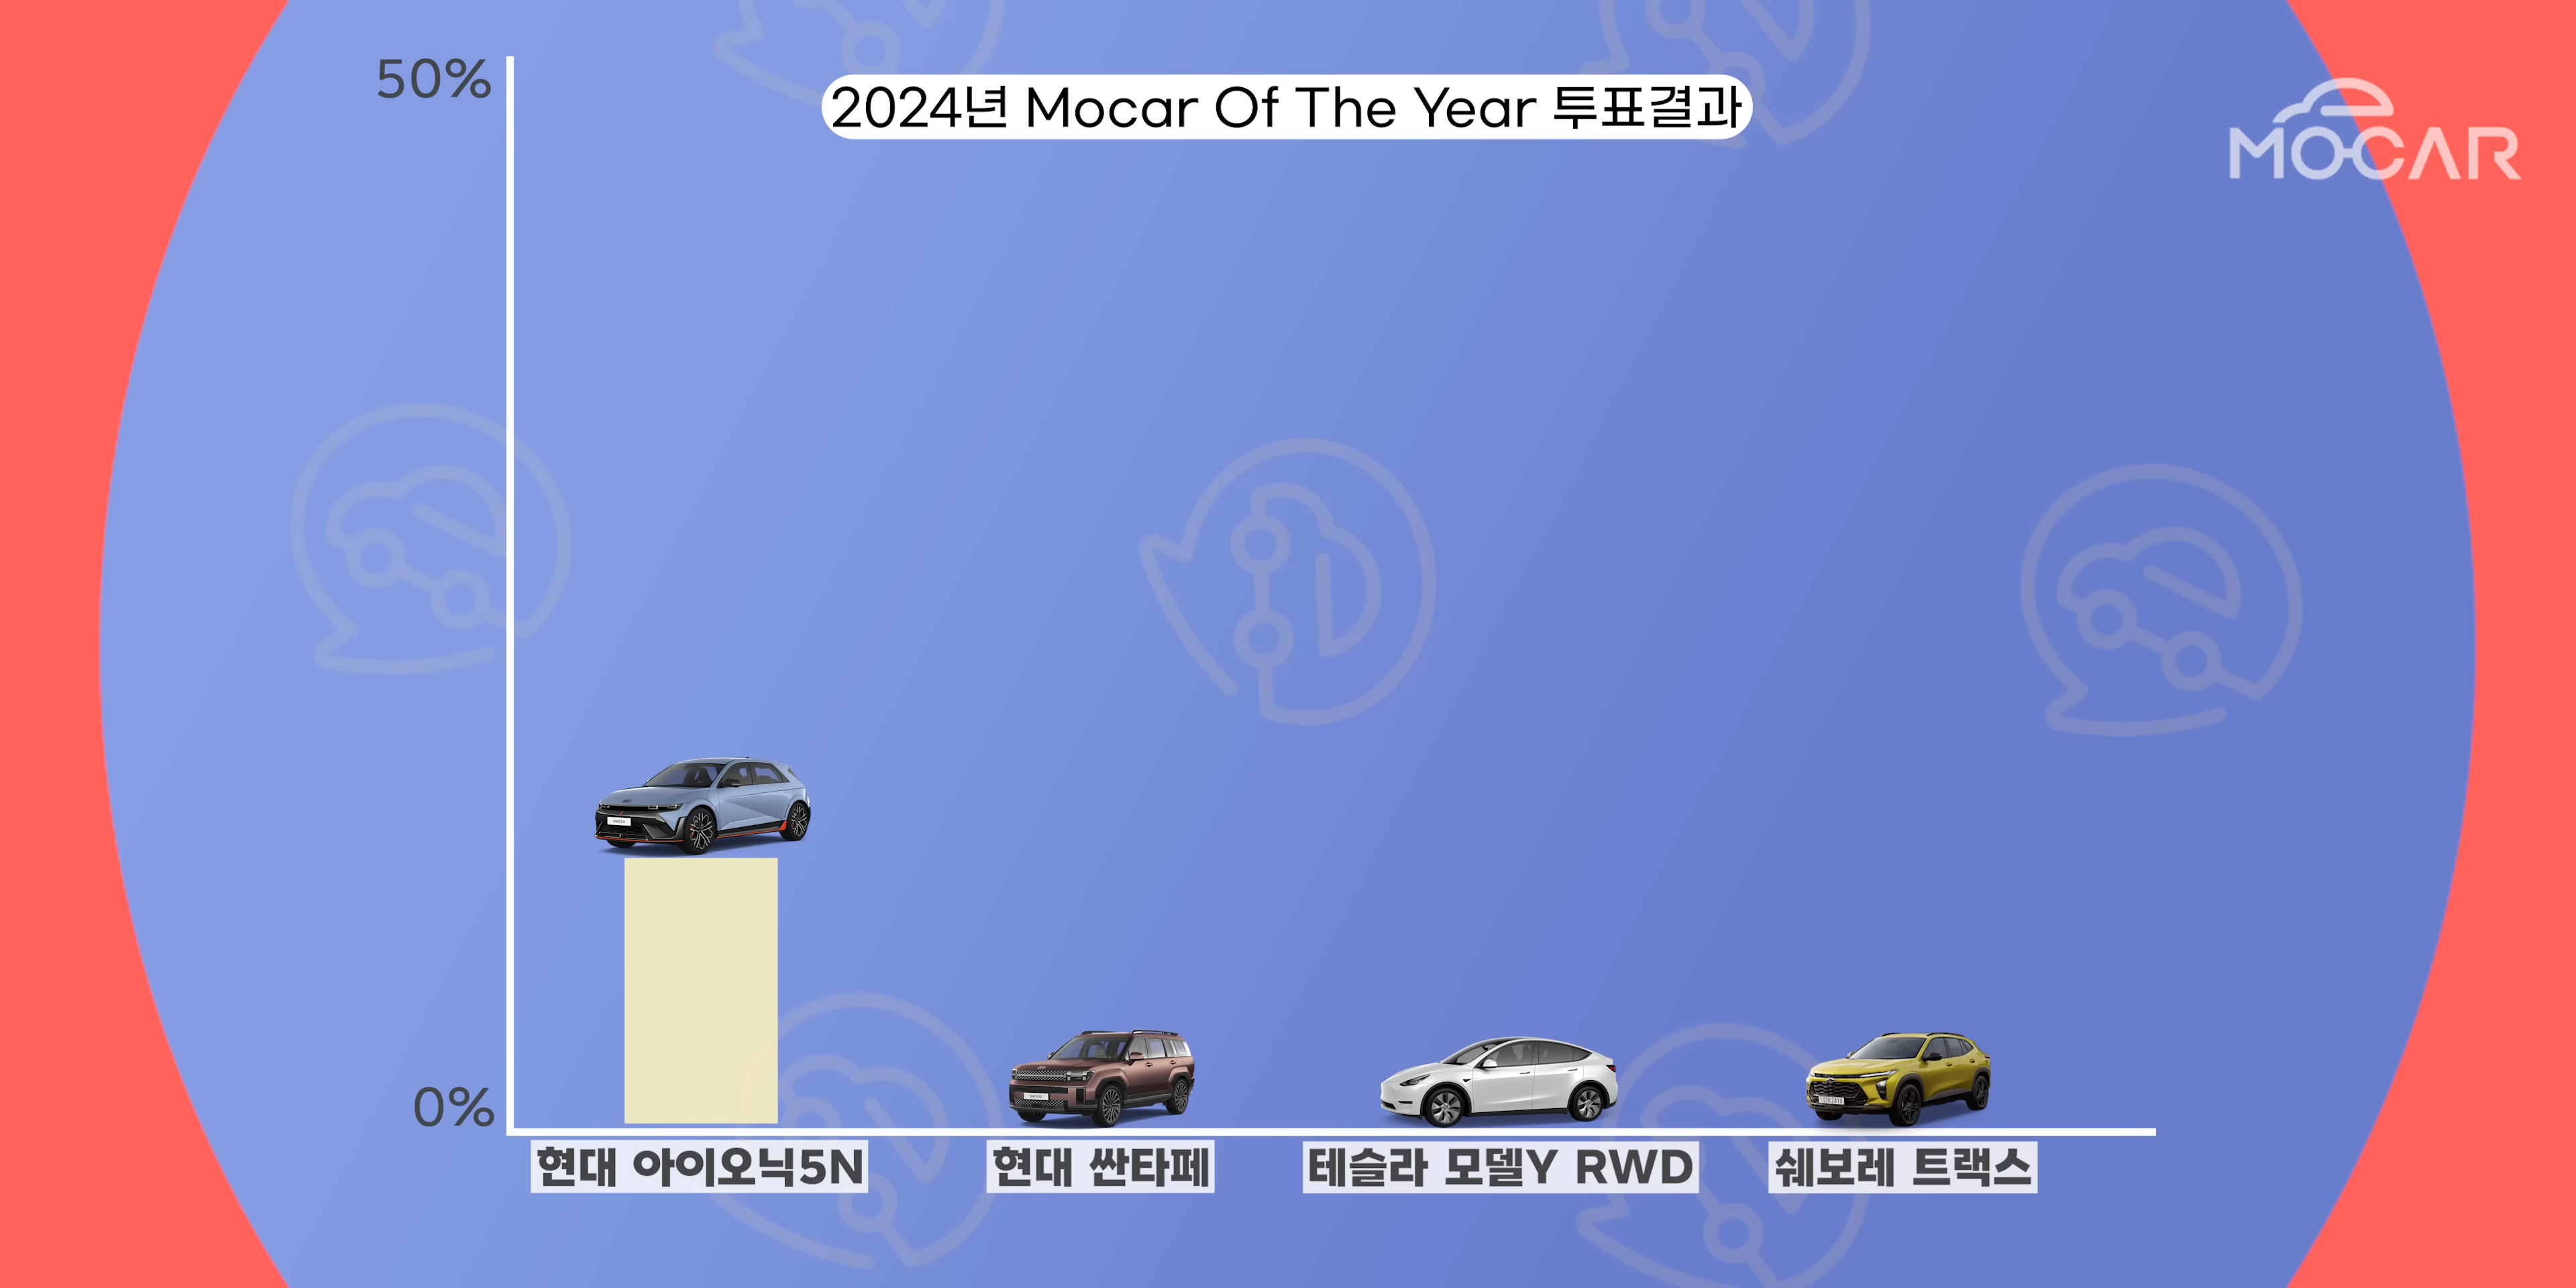 50%
2024년 Mocar Of The Year 투표결과
MOCAR
0%
현대 아이오닉5N
현대 싼타페
테슬라 모델Y RWD
쉐보레 트랙스